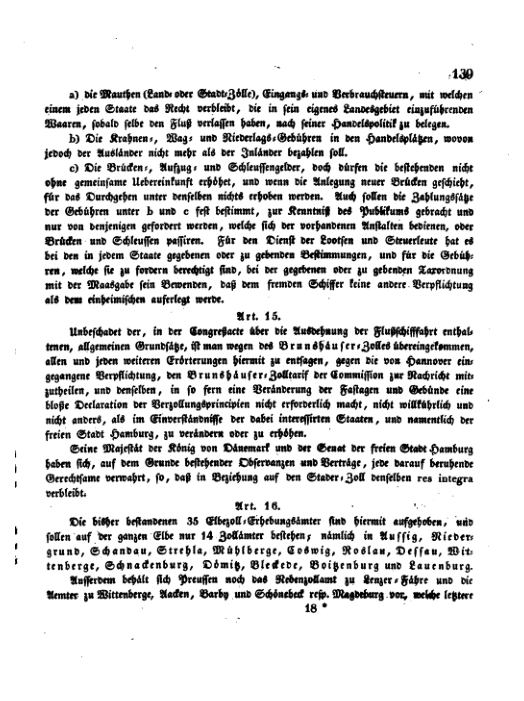 139
a) die Mauthen (Land- oder Stadt-Zölle), Eingangs- und Verbrauchsteuern, mit welchen
einem jeden Staate das Recht verbleibt, die in sein eigenes Landesgebiet einzuführenden
Waaren, sobald selbe den Fluß verlassen haben, nach seiner Handelspolitik zu belegen.
b) Die Krahnen-, Wag- und Niederlags-Gebühren in den Handelsplätzen, wovon
jedoch der Ausländer nicht mehr als der Inländer bezahlen soll.
c) Die Brücken-, Aufzug- und Schleussengelder, doch dürfen die bestehenden nicht
ohne gemeinsame Uebereinkunft erhöhet, und wenn die Anlegung neuer Brücken geschieht,
für das Durchgehen unter denselben nichts erhoben werden. Auch sollen die Zahlungssätze
der Gebühren unter b und c fest bestimmt, zur Kenntniß des Publikums gebracht und
nur von denjenigen gefordert werden, welche sich der vorhandenen Anstalten bedienen, oder
Brücken und Schleussen passiren. Für den Dienst der Lootsen und Steuerleute hat es
bei den in jedem Staate gegebenen oder zu gebenden Bestimmungen, und für die Gebüh-
ren, welche sie zu fordern berechtigt sind, bei der gegebenen oder zu gebenden Taxordnung
mit der Maasgabe sein Bewenden, daß dem fremden Schiffer keine andere Verpflichtung
als dem einheimischen auferlegt werde.
Art. 15.
Unbeschadet der, in der Congreßacte über die Ausdehnung der Flußschifffahrt enthal-
tenen, allgemeinen Grundsätze, ist man wegen des Brunshäuser-Zolles übereingekommen,
allen und jeden weiteren Erörterungen hiermit zu entsagen, gegen die von Hannover ein-
gegangene Verpflichtung, den Brunshäuser-Zolltarif der Commission zur Nachricht mit-
zutheilen, und denselben, in so fern eine Veränderung der Fastagen und Gebünde eine
bloße Declaration der Verzollungsprincipien nicht erforderlich macht, nicht willkührlich und
nicht anders, als im Einverständnisse der dabei interessirten Staaten, und namentlich der
freien Stadt Hamburg, zu verändern oder zu erhöhen.
Seine Majestät der König von Dänemark und der Senat der freien Stadt Hamburg
haben sich, auf dem Grunde bestehender Observanzen und Verträge, jede darauf beruhende
Gerechtsame verwahrt, so, daß in Beziehung auf den Stader-Zoll denselben res integra
verbleibt.
Art. 16.
Die bisher bestandenen 35 Elbezoll-Erhebungsämter sind hiermit aufgehoben, und
sollen auf der ganzen Elbe nur 14 Zollämter bestehen; nämlich in Aussig, Nieder-
grund, Schandau, Strehla, Mühlberge, Coswig, Roslau, Dessau, Wit-
tenberge, Schnackenburg, Dömitz, Bleckede, Boitzenburg und Lauenburg.
Ausserdem behält sich Preussen noch das Nebenzollamt zu Lenzer-Fähre und die
Aemter zu Wittenberge, Aacken, Barby und Schönebeck resp. Magdeburg vor, welche letztere
18 *